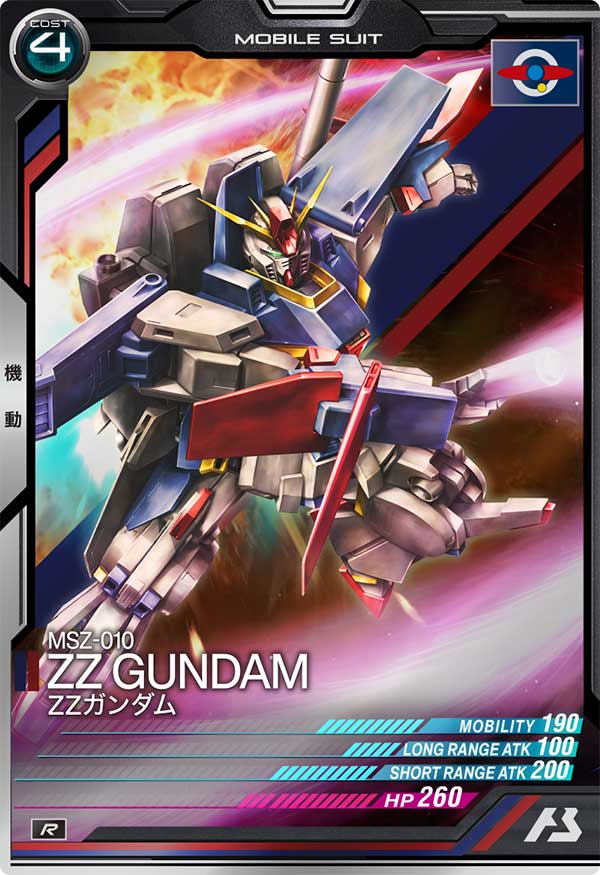 COST
4
MOBILE SUIT
機動
MSZ-010
ZZ GUNDAM
ZZガンダム
MOBILITY 190
LONG RANGE ATK 100
SHORT RANGE ATK 200
HP 260
R